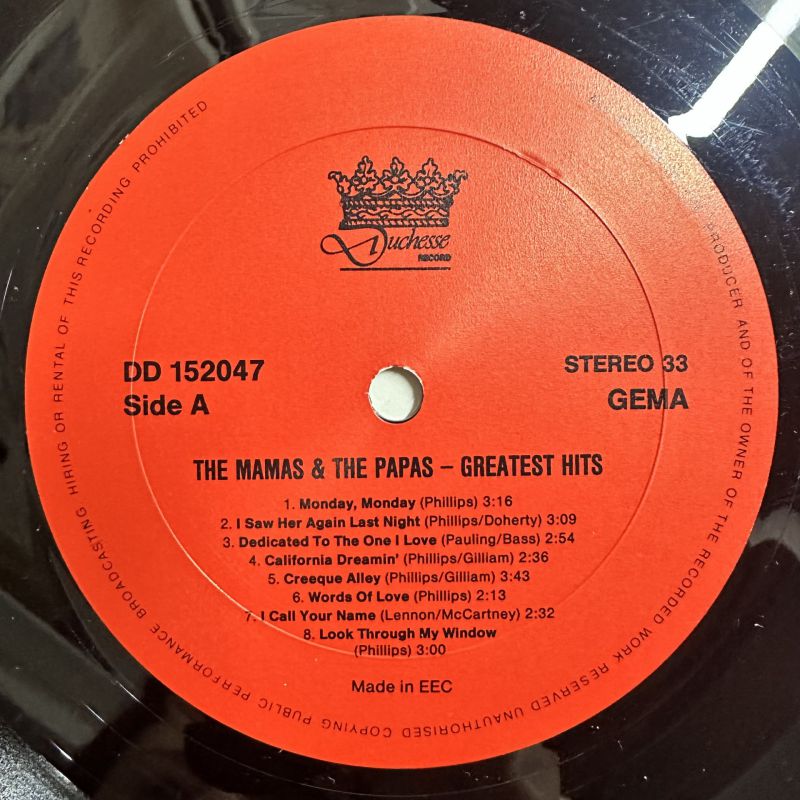 Duchesse
RECORD
DD 152047
Side A
STEREO 33
GEMA
THE MAMAS & THE PAPAS – GREATEST HITS
1. Monday, Monday (Phillips) 3:16
2. I Saw Her Again Last Night (Phillips/Doherty) 3:09
3. Dedicated To The One I Love (Pauling/Bass) 2:54
4. California Dreamin' (Phillips/Gilliam) 2:36
5. Creeque Alley (Phillips/Gilliam) 3:43
6. Words Of Love (Phillips) 2:13
7. I Call Your Name (Lennon/McCartney) 2:32
8. Look Through My Window
(Phillips) 3:00
Made in EEC
PRODUCER AND OF THE OWNER OF THE RECORDED WORK RESERVED UNAUTHORISED COPYING PUBLIC PERFORMANCE BROADCASTING HIRING OR RENTAL OF THIS RECORDING PROHIBITED